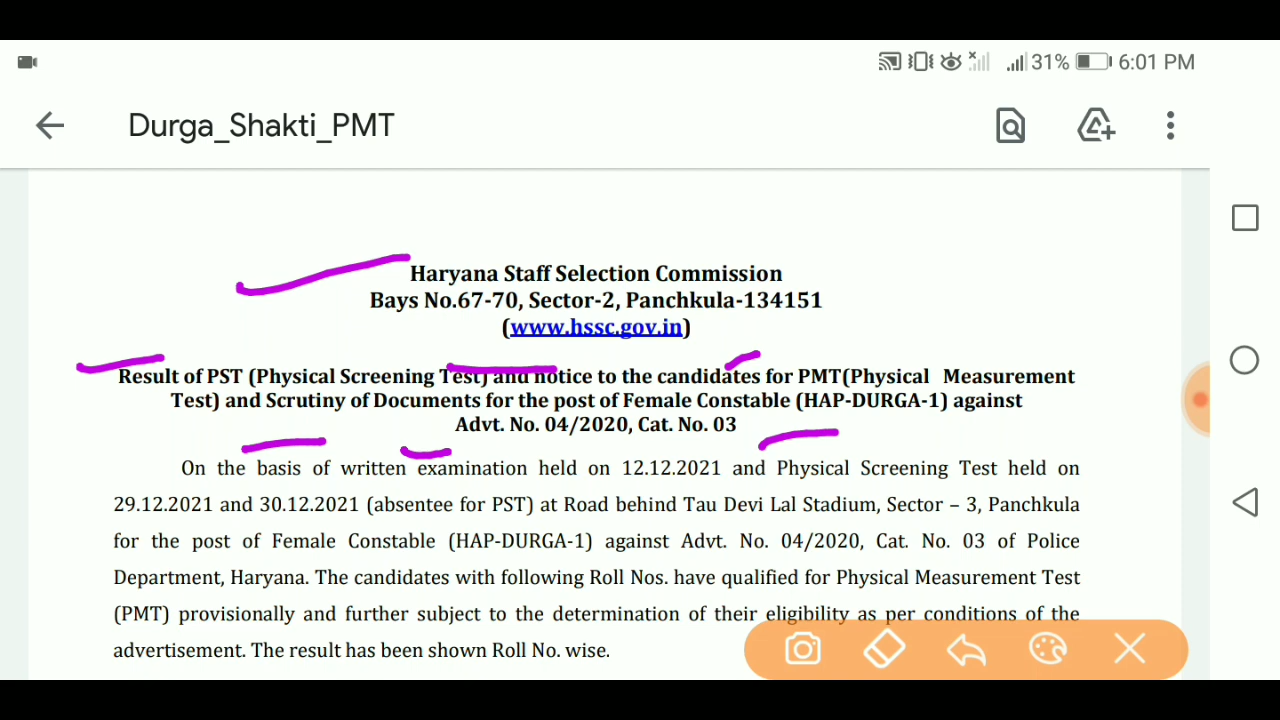 31% 6:01 PM
Durga_Shakti_PMT
Haryana Staff Selection Commission
Bays No.67-70, Sector-2, Panchkula-134151
(www.hssc.gov.in)
Result of PST (Physical Screening Test) and notice to the candidates for PMT(Physical Measurement
Test) and Scrutiny of Documents for the post of Female Constable (HAP-DURGA-1) against
Advt. No. 04/2020, Cat. No. 03
On the basis of written examination held on 12.12.2021 and Physical Screening Test held on
29.12.2021 and 30.12.2021 (absentee for PST) at Road behind Tau Devi Lal Stadium, Sector – 3, Panchkula
for the post of Female Constable (HAP-DURGA-1) against Advt. No. 04/2020, Cat. No. 03 of Police
Department, Haryana. The candidates with following Roll Nos. have qualified for Physical Measurement Test
(PMT) provisionally and further subject to the determination of their eligibility as per conditions of the
advertisement. The result has been shown Roll No. wise.